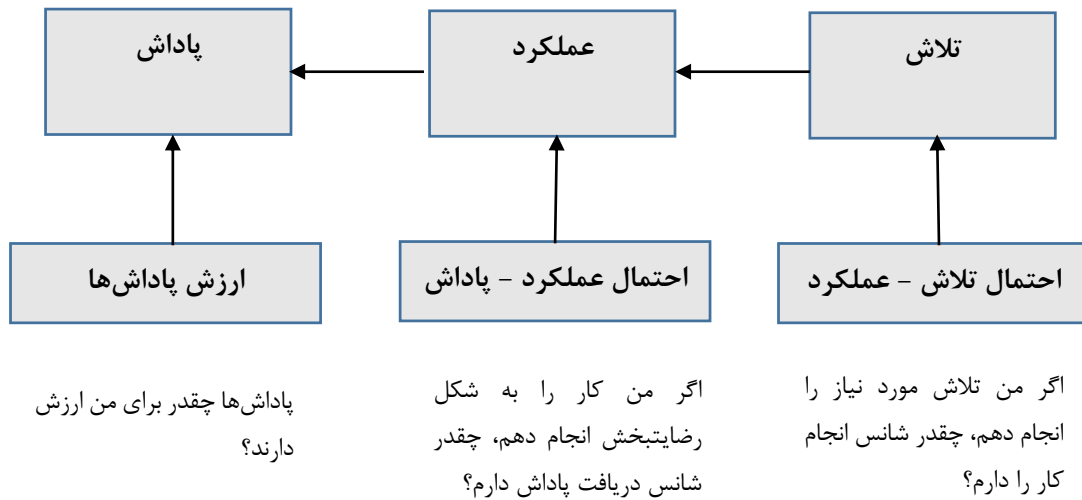 تلاش
عملکرد
پاداش
احتمال تلاش – عملکرد
احتمال عملکرد – پاداش
ارزش پاداش‌ها
اگر من تلاش مورد نیاز را
انجام دهم، چقدر شانس انجام
کار را دارم؟
اگر من کار را به شکل
رضایتبخش انجام دهم، چقدر
شانس دریافت پاداش دارم؟
پاداش‌ها چقدر برای من ارزش
دارند؟